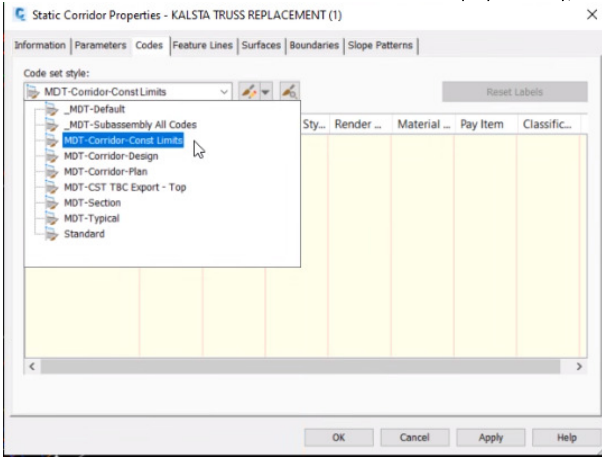 Static Corridor Properties - KALSTA TRUSS REPLACEMENT (1)
Information Parameters Codes Feature Lines Surfaces Boundaries Slope Patterns
Code set style:
MDT-Corridor-Const Limits
Reset Labels
_MDT-Default
_MDT-Subassembly All Codes
MDT-Corridor-Const Limits
MDT-Corridor-Design
MDT-Corridor-Plan
MDT-CST TBC Export - Top
MDT-Section
MDT-Typical
Standard
Sty... Render ... Material ... Pay Item Classific...
OK Cancel Apply Help